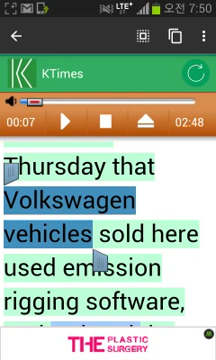 LTE 오전 7:50
KTimes
00:07
02:48
Thursday that
Volkswagen
vehicles sold here
used emission
rigging software,
THE PLASTIC
SURGERY